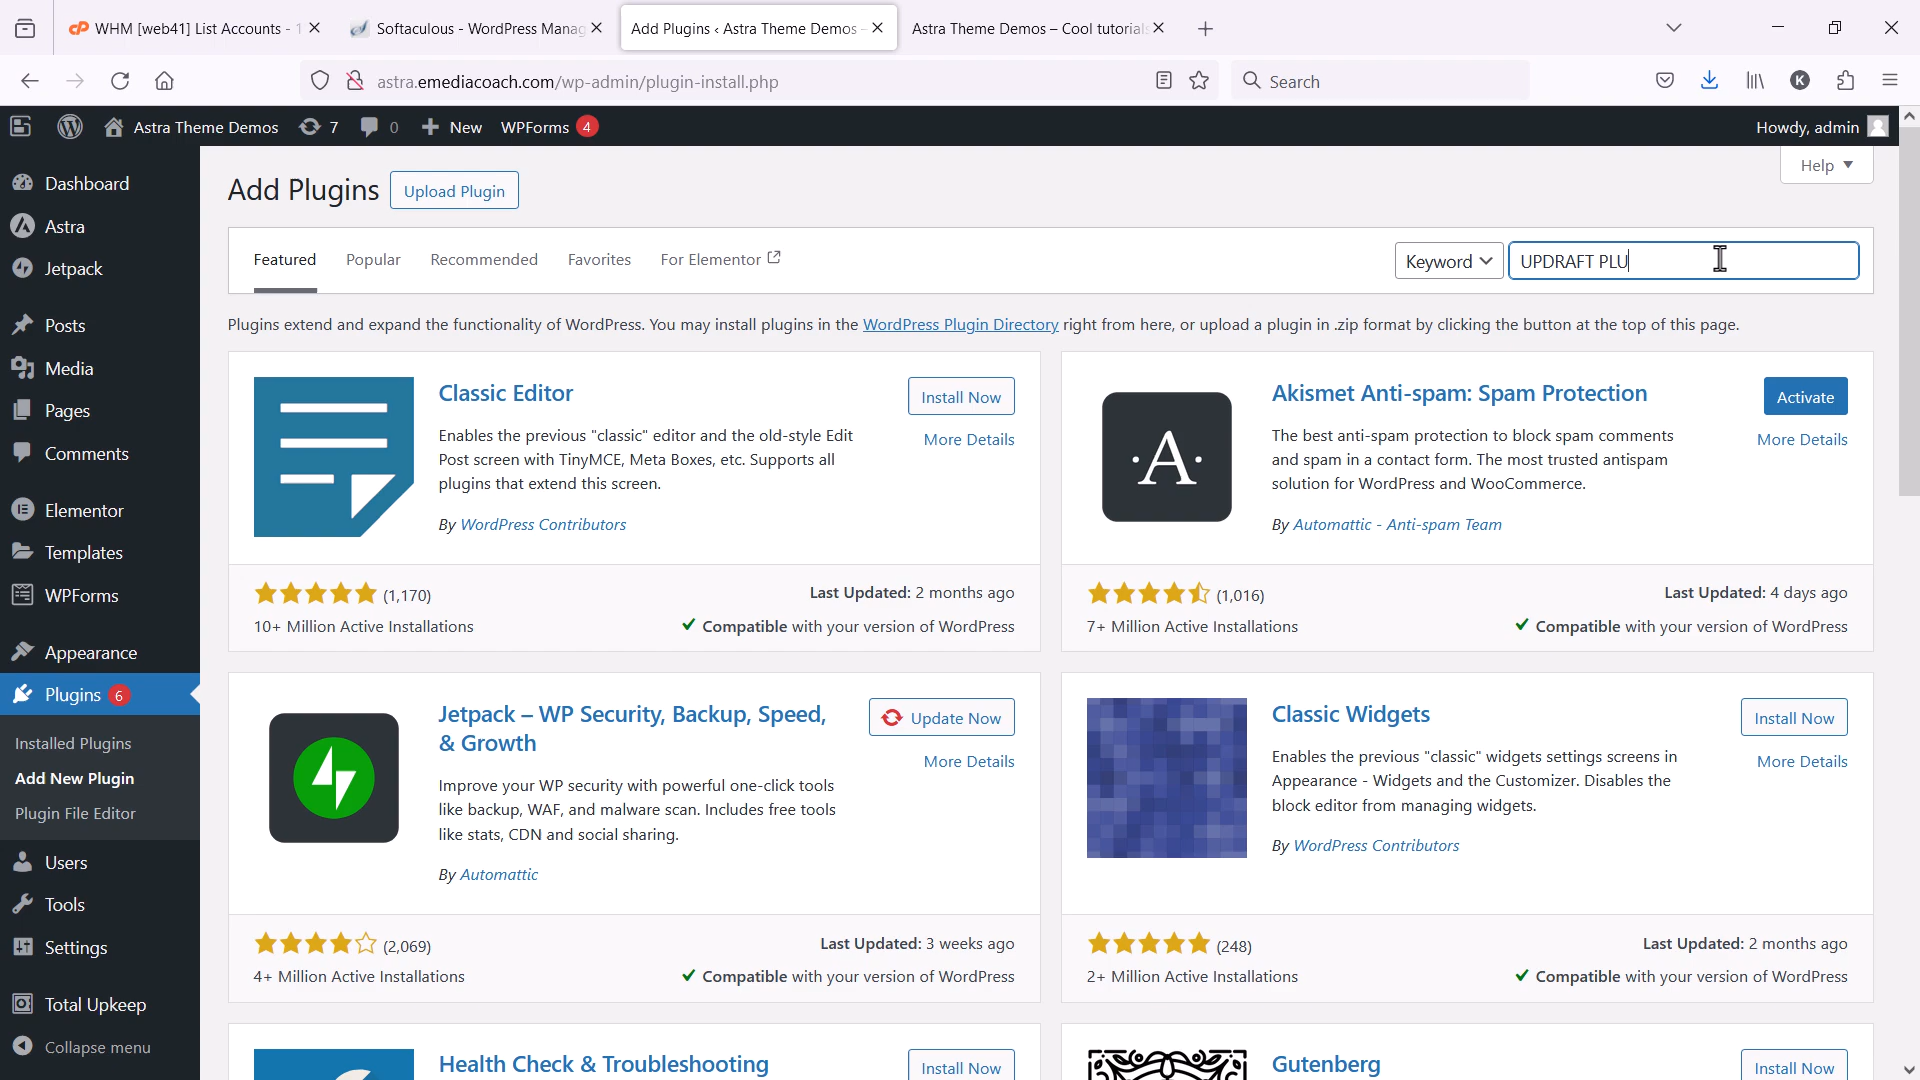 WHM [web41] List Accounts - 1
Softaculous - WordPress Manag
Add Plugins ‹ Astra Theme Demos –
Astra Theme Demos – Cool tutorials
astra.emediacoach.com/wp-admin/plugin-install.php
Search
K
Astra Theme Demos
7
0
New
WPForms 4
Howdy, admin
Dashboard
Astra
Jetpack
Posts
Media
Pages
Comments
Elementor
Templates
WPForms
Appearance
Plugins 6
Installed Plugins
Add New Plugin
Plugin File Editor
Users
Tools
Settings
Total Upkeep
Collapse menu
Help
Add Plugins
Upload Plugin
Featured
Popular
Recommended
Favorites
For Elementor
Keyword
UPDRAFT PLU
Plugins extend and expand the functionality of WordPress. You may install plugins in the WordPress Plugin Directory right from here, or upload a plugin in .zip format by clicking the button at the top of this page.
Classic Editor
Install Now
More Details
Enables the previous "classic" editor and the old-style Edit
Post screen with TinyMCE, Meta Boxes, etc. Supports all
plugins that extend this screen.
By WordPress Contributors
(1,170)
Last Updated: 2 months ago
10+ Million Active Installations
Compatible with your version of WordPress
·A·
Akismet Anti-spam: Spam Protection
Activate
More Details
The best anti-spam protection to block spam comments
and spam in a contact form. The most trusted antispam
solution for WordPress and WooCommerce.
By Automattic - Anti-spam Team
(1,016)
Last Updated: 4 days ago
7+ Million Active Installations
Compatible with your version of WordPress
Jetpack – WP Security, Backup, Speed,
& Growth
Update Now
More Details
Improve your WP security with powerful one-click tools
like backup, WAF, and malware scan. Includes free tools
like stats, CDN and social sharing.
By Automattic
(2,069)
Last Updated: 3 weeks ago
4+ Million Active Installations
Compatible with your version of WordPress
Classic Widgets
Install Now
More Details
Enables the previous "classic" widgets settings screens in
Appearance - Widgets and the Customizer. Disables the
block editor from managing widgets.
By WordPress Contributors
(248)
Last Updated: 2 months ago
2+ Million Active Installations
Compatible with your version of WordPress
Health Check & Troubleshooting
Install Now
Gutenberg
Install Now